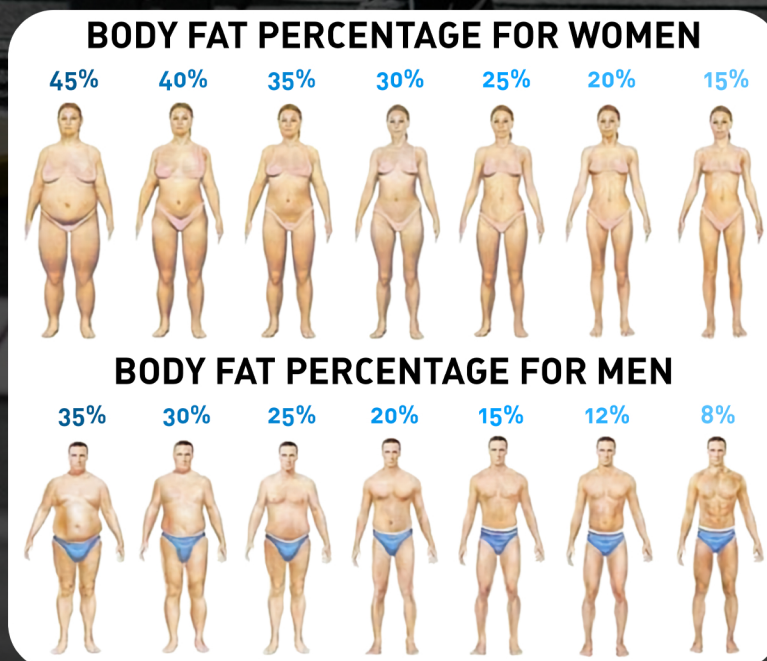 BODY FAT PERCENTAGE FOR WOMEN
45% 40% 35% 30% 25% 20% 15%
BODY FAT PERCENTAGE FOR MEN
35% 30% 25% 20% 15% 12% 8%